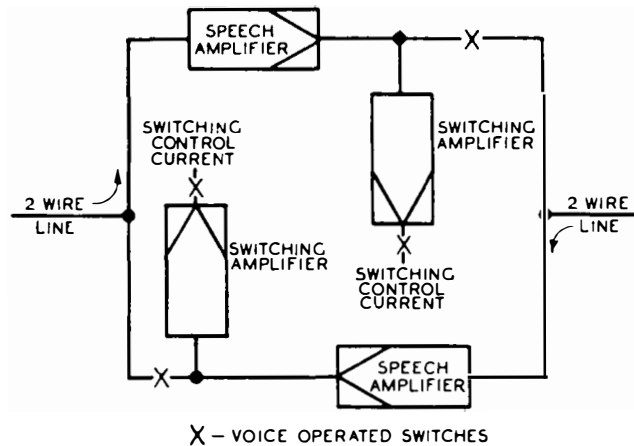 SPEECH
AMPLIFIER
X
SWITCHING
CONTROL
CURRENT
X
SWITCHING
AMPLIFIER
2 WIRE
LINE
2 WIRE
LINE
SWITCHING
AMPLIFIER
X
SWITCHING
CONTROL
CURRENT
X
SPEECH
AMPLIFIER
X – VOICE OPERATED SWITCHES